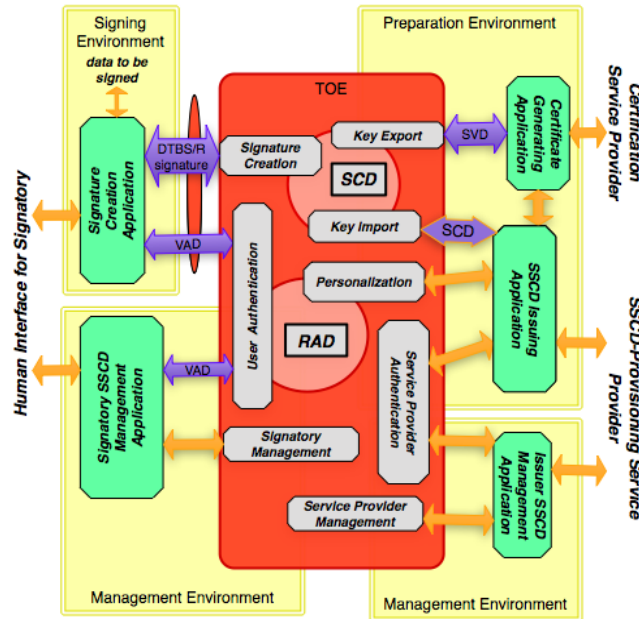 Signing
Environment
data to be
signed
Preparation Environment
TOE
Certification
Service Provider
Certificate
Generating
Application
SVD
Key Export
DTBS/R
signature
Signature
Creation
SCD
Signature
Creation
Application
Human Interface for Signatory
VAD
Key Import
SCD
Personalization
SSCD Issuing
Application
User Authentication
RAD
SSCD-Provisioning Service
Provider
Service Provider
Authentication
Signatory SSCD
Management
Application
VAD
Signatory
Management
Issuer SSCD
Management
Application
Service Provider
Management
Management Environment
Management Environment